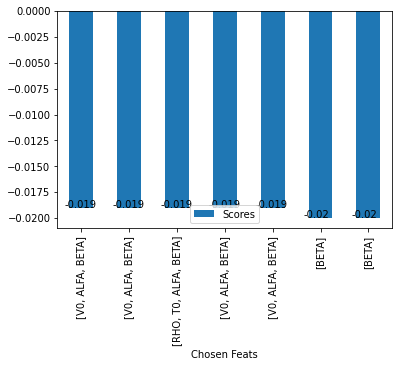 0.0000
-0.0025
-0.0050
-0.0075
-0.0100
-0.0125
-0.0150
-0.0175
-0.0200
-0.019
-0.019
-0.019
-0.019
-0.019
-0.02
-0.02
Scores
[V0, ALFA, BETA]
[V0, ALFA, BETA]
[RHO, T0, ALFA, BETA]
[V0, ALFA, BETA]
[V0, ALFA, BETA]
[BETA]
[BETA]
Chosen Feats